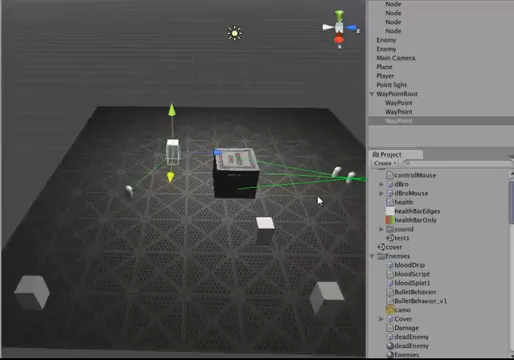 Node
Node
Node
Node
Enemy
Enemy
Main Camera
Plane
Player
Point light
WayPointRoot
WayPoint
WayPoint
WayPoint
Project
Create
controlMouse
dBro
dBroMouse
health
healthBarEdges
healthBarOnly
sound
test1
cover
Enemies
bloodDrip
bloodScript
bloodSplat1
BulletBehavior
BulletBehavior_v1
camo
Cover
Damage
deadEnemy
deadEnemy
Enemies
z
x